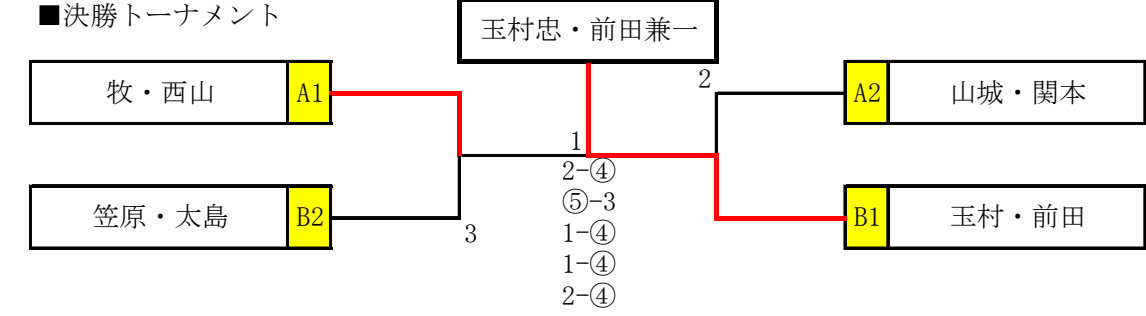 ■決勝トーナメント
玉村忠・前田兼一
牧・西山 A1
2
A2 山城・関本
1
2-④
笠原・太島 B2
⑤-3
B1 玉村・前田
3
1-④
1-④
2-④